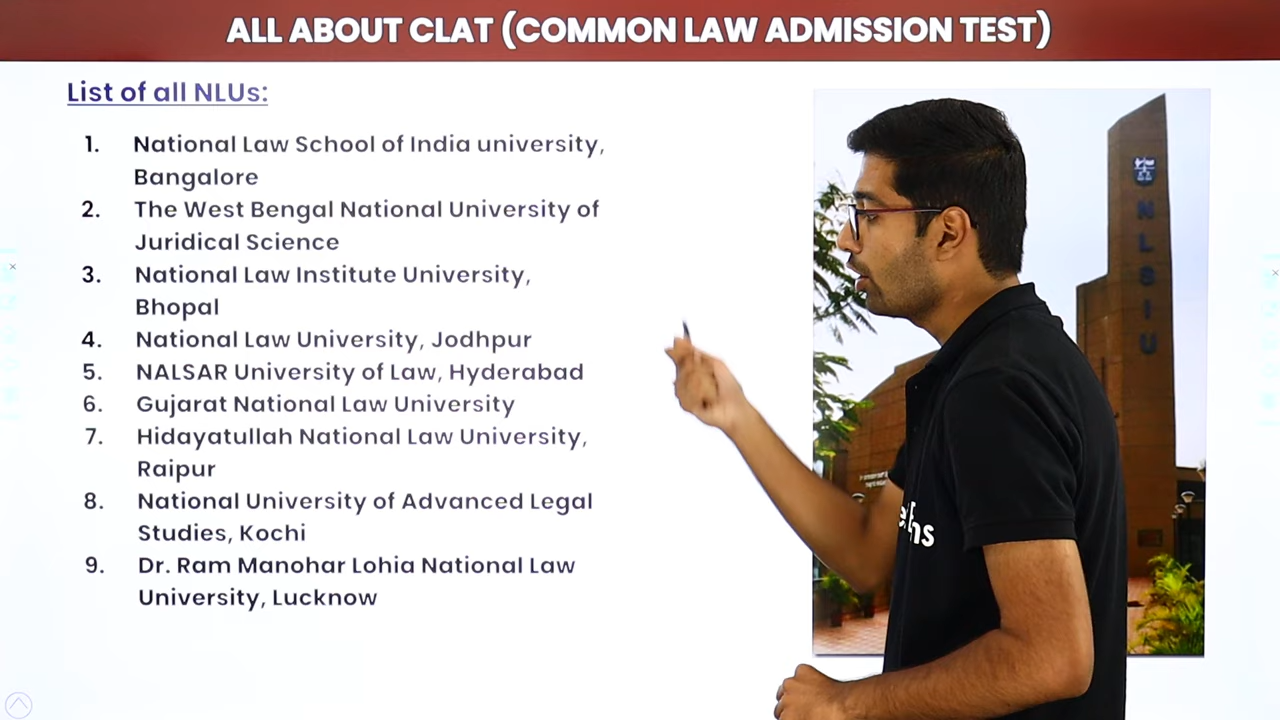 ALL ABOUT CLAT (COMMON LAW ADMISSION TEST)
List of all NLUs:
1. National Law School of India university,
Bangalore
2. The West Bengal National University of
Juridical Science
3. National Law Institute University,
Bhopal
4. National Law University, Jodhpur
5. NALSAR University of Law, Hyderabad
6. Gujarat National Law University
7. Hidayatullah National Law University,
Raipur
8. National University of Advanced Legal
Studies, Kochi
9. Dr. Ram Manohar Lohia National Law
University, Lucknow
NLSIU